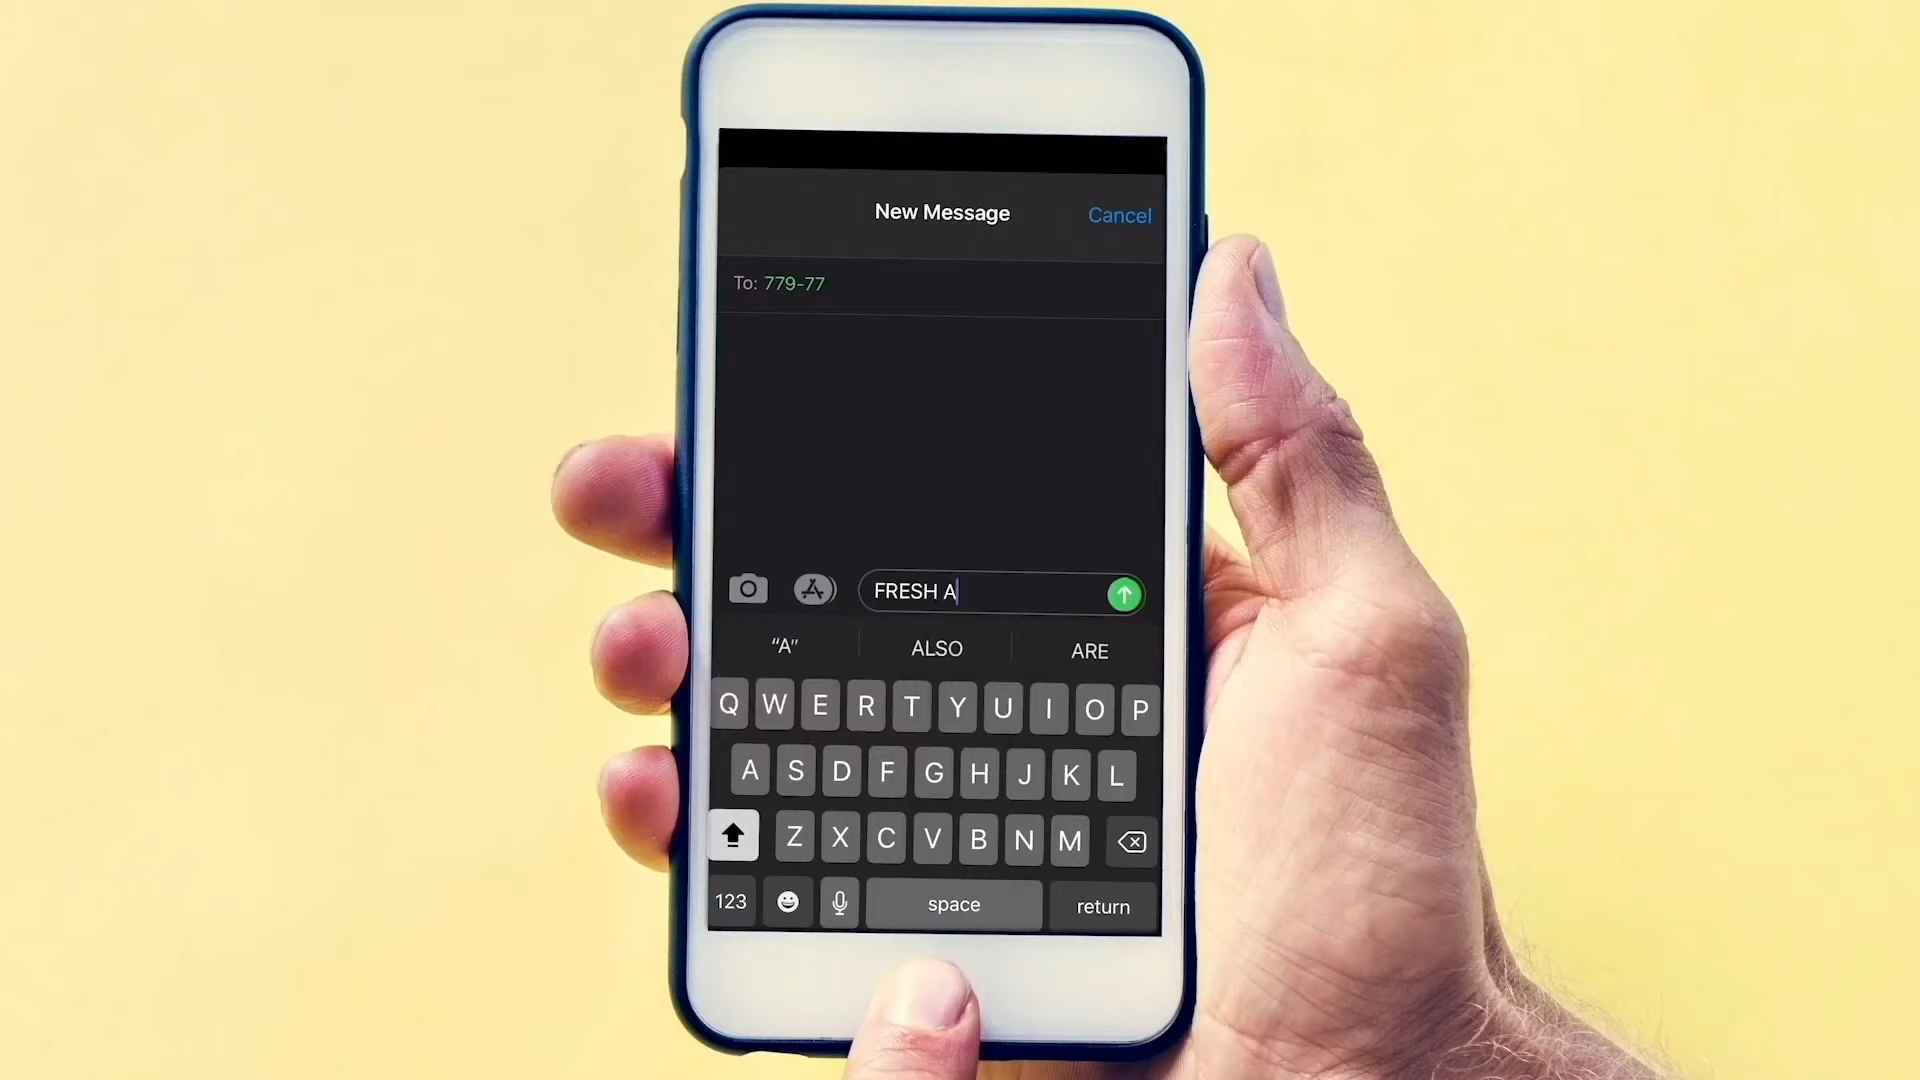 New Message
Cancel
To: 779-77
FRESH A
“A”
ALSO
ARE
Q W E R T Y U I O P
A S D F G H J K L
Z X C V B N M
123
space
return